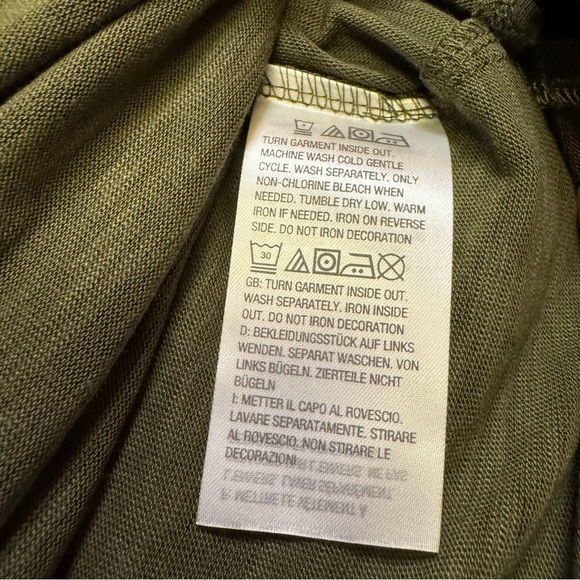 TURN GARMENT INSIDE OUT.
MACHINE WASH COLD GENTLE
CYCLE. WASH SEPARATELY. ONLY
NON-CHLORINE BLEACH WHEN
NEEDED. TUMBLE DRY LOW. WARM
IRON IF NEEDED. IRON ON REVERSE
SIDE. DO NOT IRON DECORATION
30
GB: TURN GARMENT INSIDE OUT.
WASH SEPARATELY. IRON INSIDE
OUT. DO NOT IRON DECORATION
D: BEKLEIDUNGSSTÜCK AUF LINKS
WENDEN. SEPARAT WASCHEN. VON
LINKS BÜGELN. ZIERTEILE NICHT
BÜGELN
I: METTER IL CAPO AL ROVESCIO.
LAVARE SEPARATAMENTE. STIRARE
AL ROVESCIO. NON STIRARE LE
DECORAZIONI